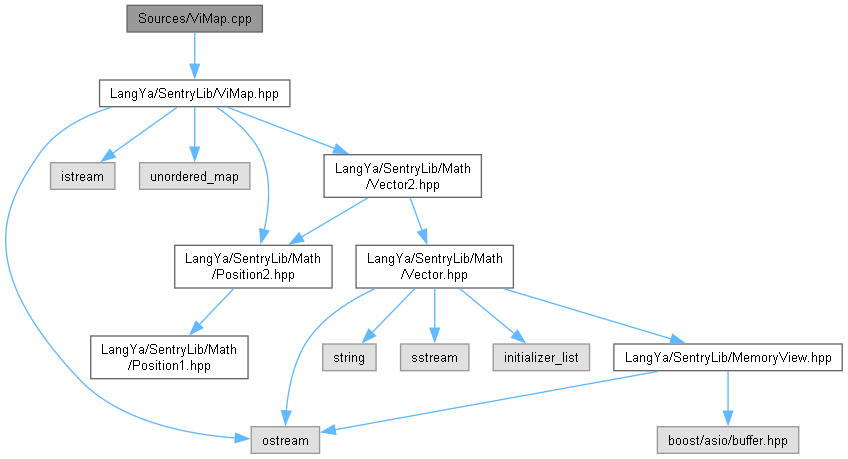 Sources/ViMap.cpp
LangYa/SentryLib/ViMap.hpp
istream
unordered_map
LangYa/SentryLib/Math
/Vector2.hpp
LangYa/SentryLib/Math
/Position2.hpp
LangYa/SentryLib/Math
/Vector.hpp
LangYa/SentryLib/Math
/Position1.hpp
string
sstream
initializer_list
LangYa/SentryLib/MemoryView.hpp
ostream
boost/asio/buffer.hpp